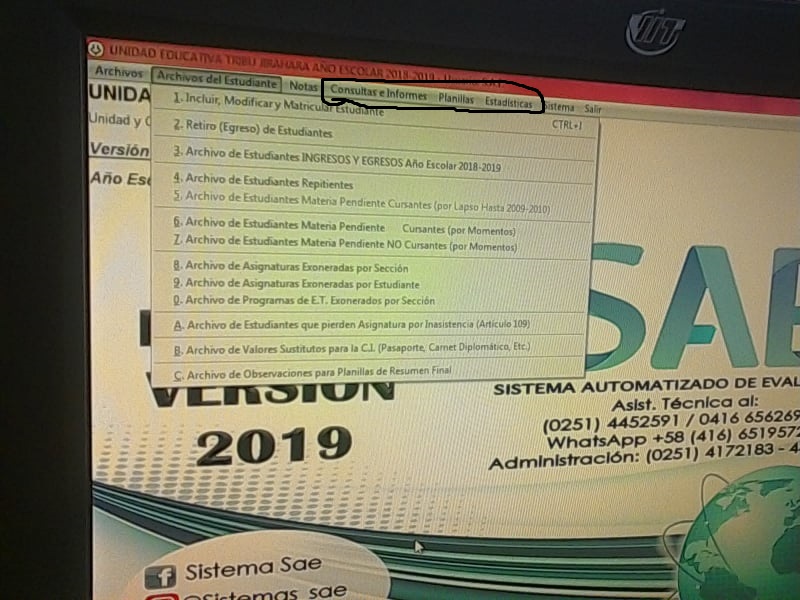 VIT
UNIDAD EDUCATIVA TRIBU JIRAHARA AÑO ESCOLAR 2018-2019 -
Archivos Archivos del Estudiante Notas Consultas e Informes Planillas Estadísticas Sistema Salir
UNIDA
Unidad y C
Versión
Año Esc
1. Incluir, Modificar y Matricular Estudiante CTRL+I
2. Retiro (Egreso) de Estudiantes
3. Archivo de Estudiantes INGRESOS Y EGRESOS Año Escolar 2018-2019
4. Archivo de Estudiantes Repitientes
5. Archivo de Estudiantes Materia Pendiente Cursantes (por Lapso Hasta 2009-2010)
6. Archivo de Estudiantes Materia Pendiente Cursantes (por Momentos)
7. Archivo de Estudiantes Materia Pendiente NO Cursantes (por Momentos)
8. Archivo de Asignaturas Exoneradas por Sección
9. Archivo de Asignaturas Exoneradas por Estudiante
0. Archivo de Programas de E.T. Exonerados por Sección
A. Archivo de Estudiantes que pierden Asignatura por Inasistencia (Artículo 109)
B. Archivo de Valores Sustitutos para la C.I. (Pasaporte, Carnet Diplomático, Etc.)
C. Archivo de Observaciones para Planillas de Resumen Final
VERSIÓN
2019
SAE
SISTEMA AUTOMATIZADO DE EVAL
Asist. Técnica al:
(0251) 4452591 / 0416 656269
WhatsApp +58 (416) 6519572
Administración: (0251) 4172183 - 4
Sistema Sae
@Sistemas_sae